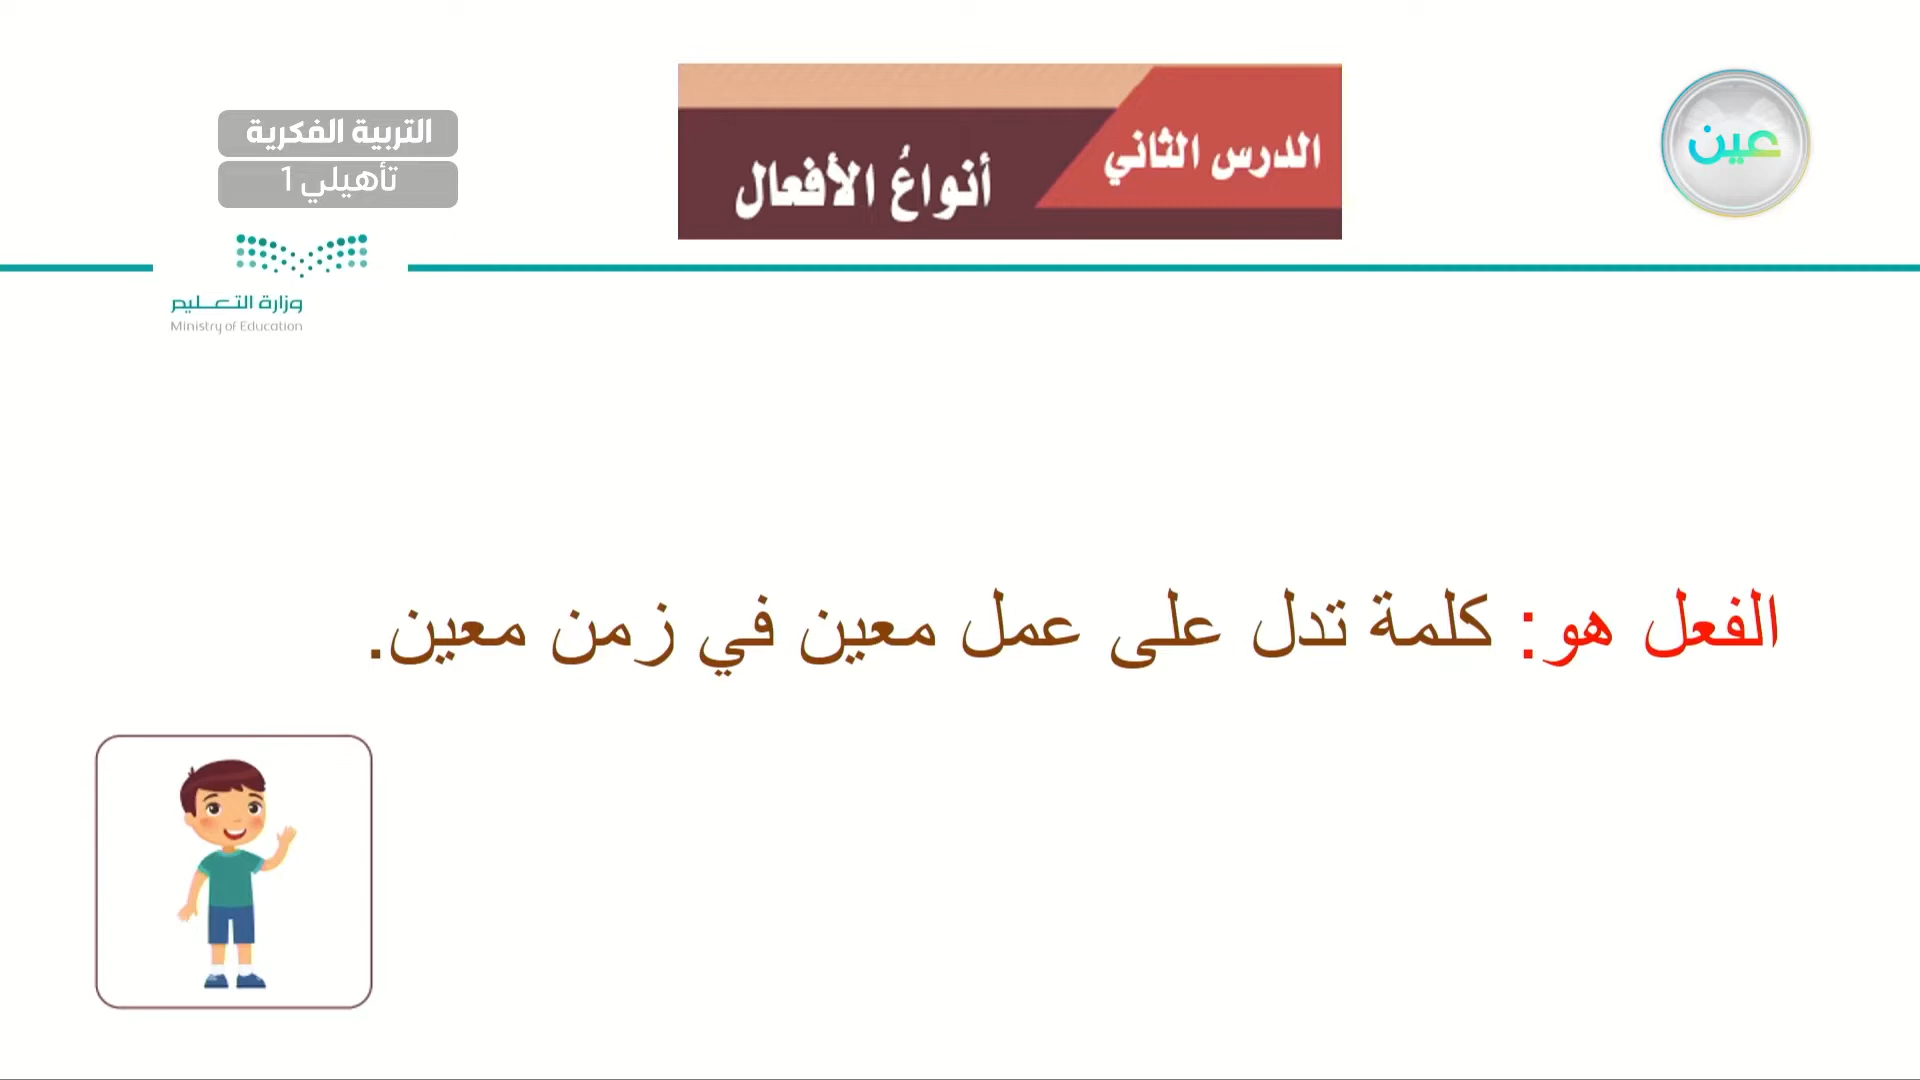 عين
الدرس الثاني
أنواعُ الأفعال
التربية الفكرية
تأهيلي 1
وزارة التعليم
Ministry of Education
الفعل هو: كلمة تدل على عمل معين في زمن معين.